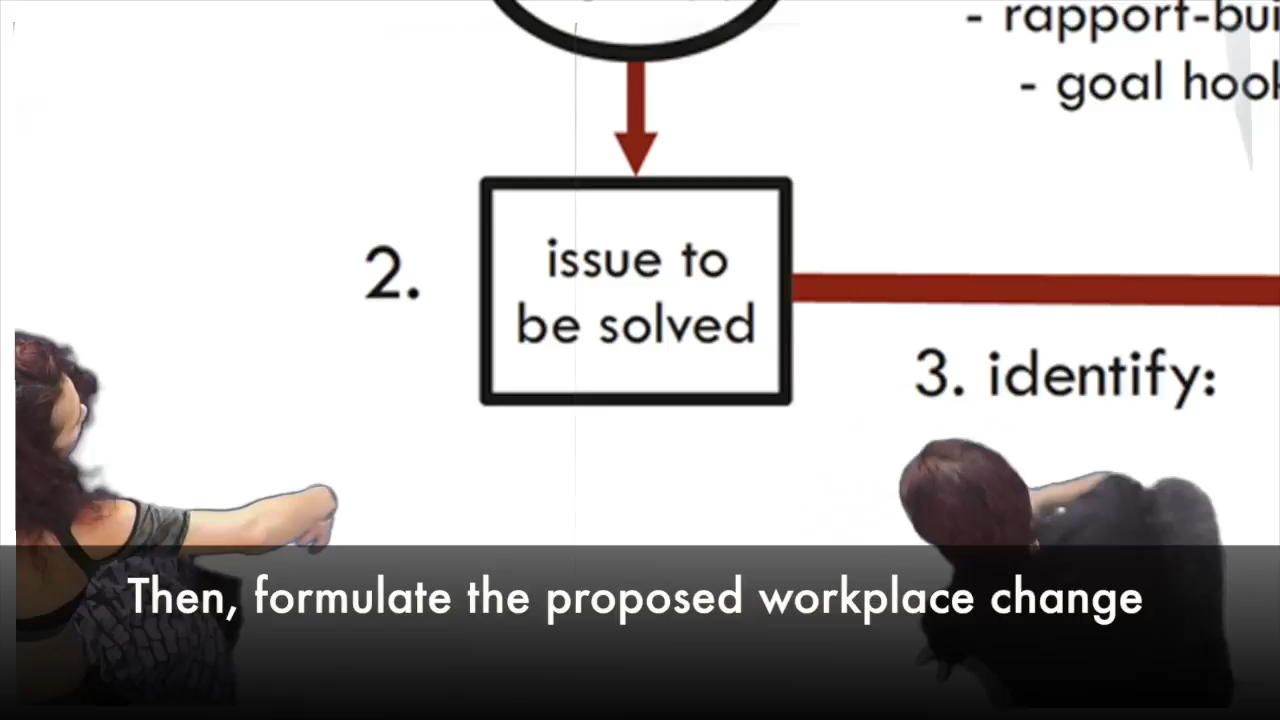 - rapport-bui
- goal hook
2.
issue to
be solved
3. identify:
Then, formulate the proposed workplace change